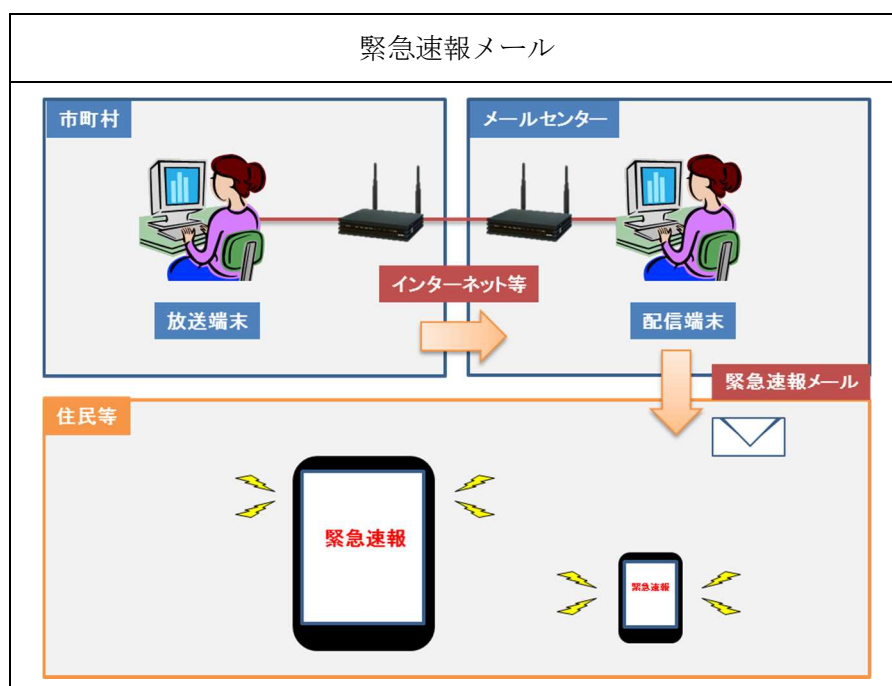 緊急速報メール
市町村
メールセンター
インターネット等
放送端末
配信端末
緊急速報メール
住民等
緊急速報
緊急速報